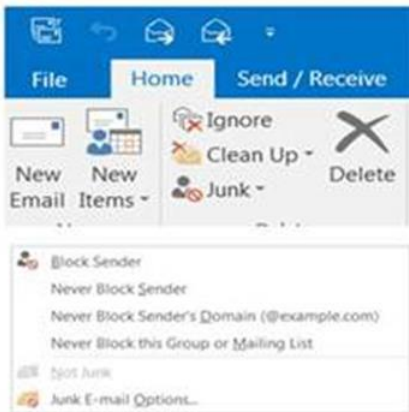 File Home Send / Receive
Ignore
Clean Up
Junk
New Email
New Items
Delete
Block Sender
Never Block Sender
Never Block Sender's Domain (@example.com)
Never Block this Group or Mailing List
Not Junk
Junk E-mail Options...